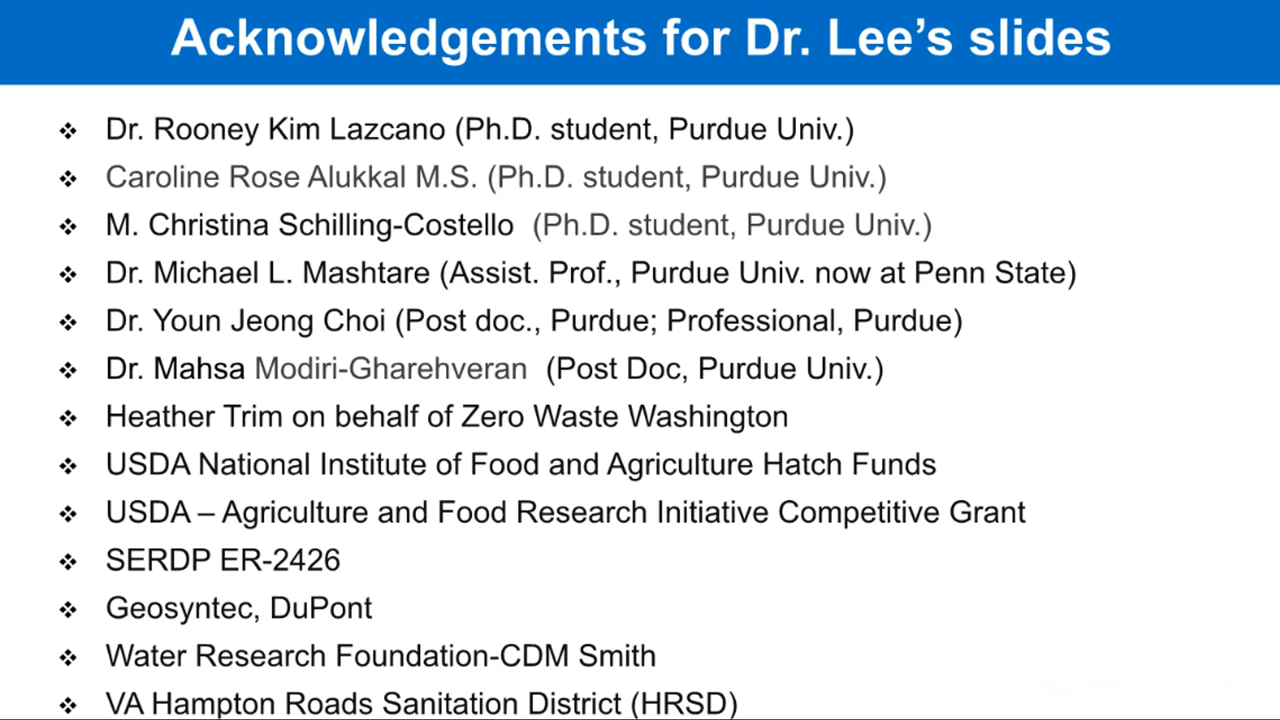 Acknowledgements for Dr. Lee's slides
❖ Dr. Rooney Kim Lazcano (Ph.D. student, Purdue Univ.)
❖ Caroline Rose Alukkal M.S. (Ph.D. student, Purdue Univ.)
❖ M. Christina Schilling-Costello (Ph.D. student, Purdue Univ.)
❖ Dr. Michael L. Mashtare (Assist. Prof., Purdue Univ. now at Penn State)
❖ Dr. Youn Jeong Choi (Post doc., Purdue; Professional, Purdue)
❖ Dr. Mahsa Modiri-Gharehveran (Post Doc, Purdue Univ.)
❖ Heather Trim on behalf of Zero Waste Washington
❖ USDA National Institute of Food and Agriculture Hatch Funds
❖ USDA – Agriculture and Food Research Initiative Competitive Grant
❖ SERDP ER-2426
❖ Geosyntec, DuPont
❖ Water Research Foundation-CDM Smith
❖ VA Hampton Roads Sanitation District (HRSD)